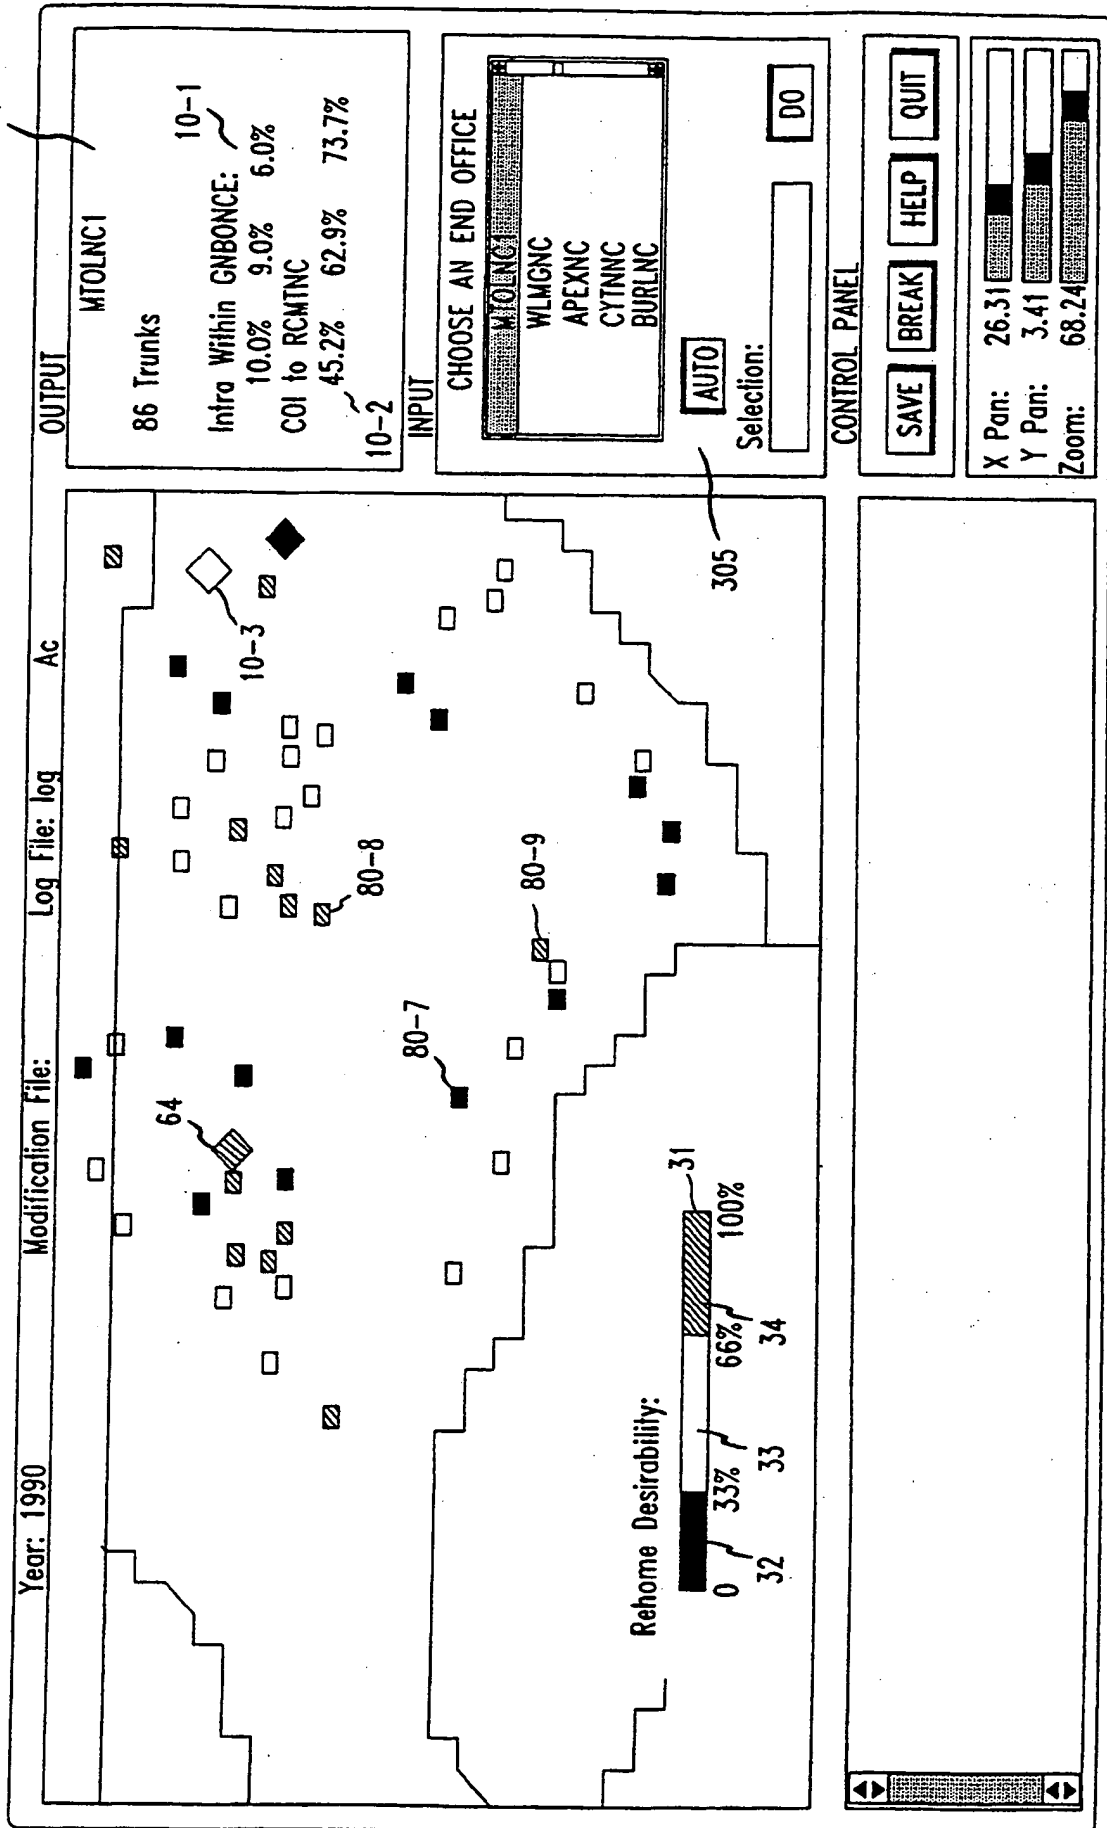 Year: 1990 Modification File: Log File: log Ac
64
10-3
80-8
80-7
80-9
Rehome Desirability:
31
0 33% 66% 100%
32 33 34
OUTPUT
MTOLNC1
86 Trunks
10-1
Intra Within GNBONCE:
10.0% 9.0% 6.0%
COI to RCMTNC
45.2% 62.9% 73.7%
10-2
INPUT
CHOOSE AN END OFFICE
MTOLNC1
WLMGNC
APEXNC
CYTNNC
BURLNC
AUTO
305
Selection:
DO
CONTROL PANEL
SAVE BREAK HELP QUIT
X Pan: 26.31
Y Pan: 3.41
Zoom: 68.24